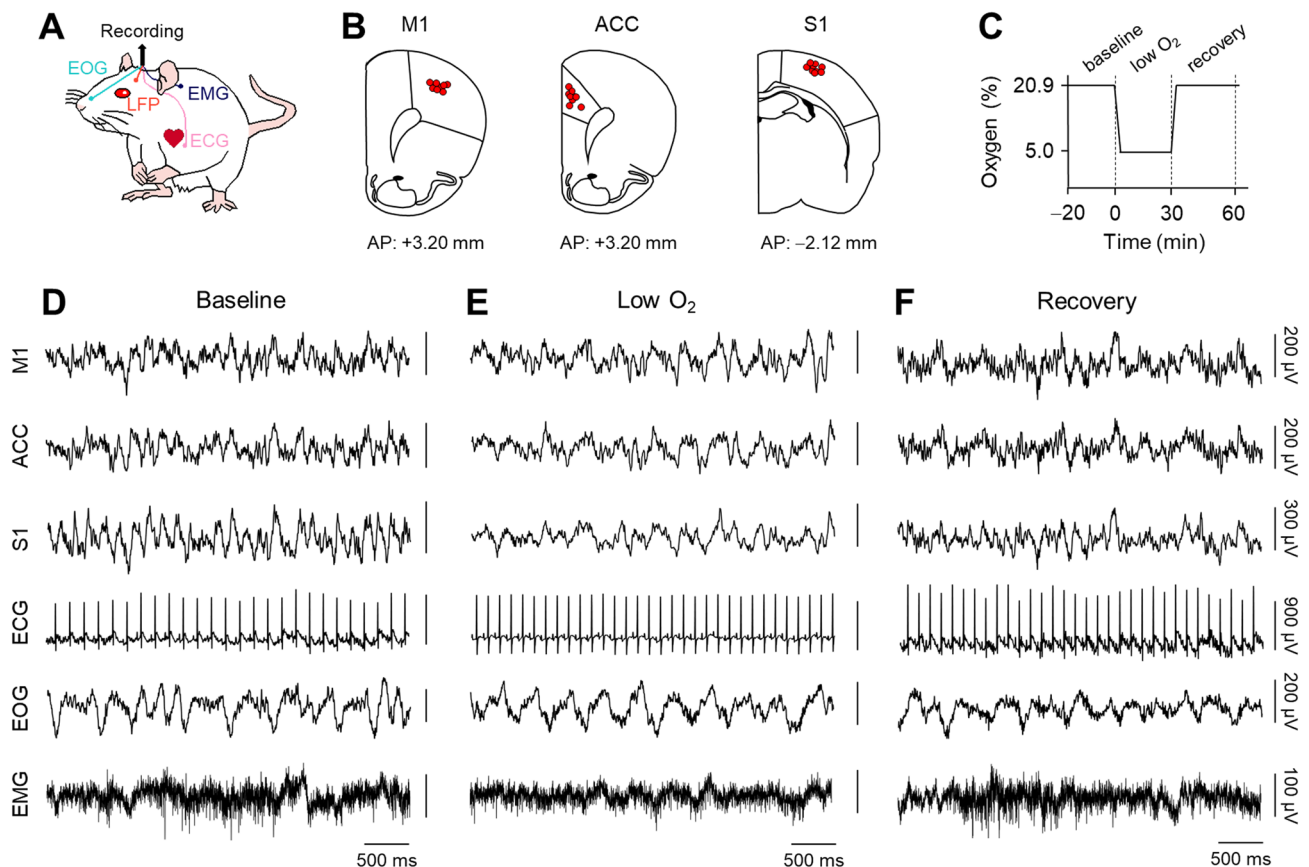 A
Recording
EOG
LFP
EMG
ECG
B
M1
ACC
S1
AP: +3.20 mm
AP: +3.20 mm
AP: −2.12 mm
C
baseline
low O₂
recovery
Oxygen (%)
20.9
5.0
−20
0
30
60
Time (min)
D
Baseline
E
Low O₂
F
Recovery
M1
200 µV
ACC
200 µV
S1
300 µV
ECG
900 µV
EOG
200 µV
EMG
100 µV
500 ms
500 ms
500 ms